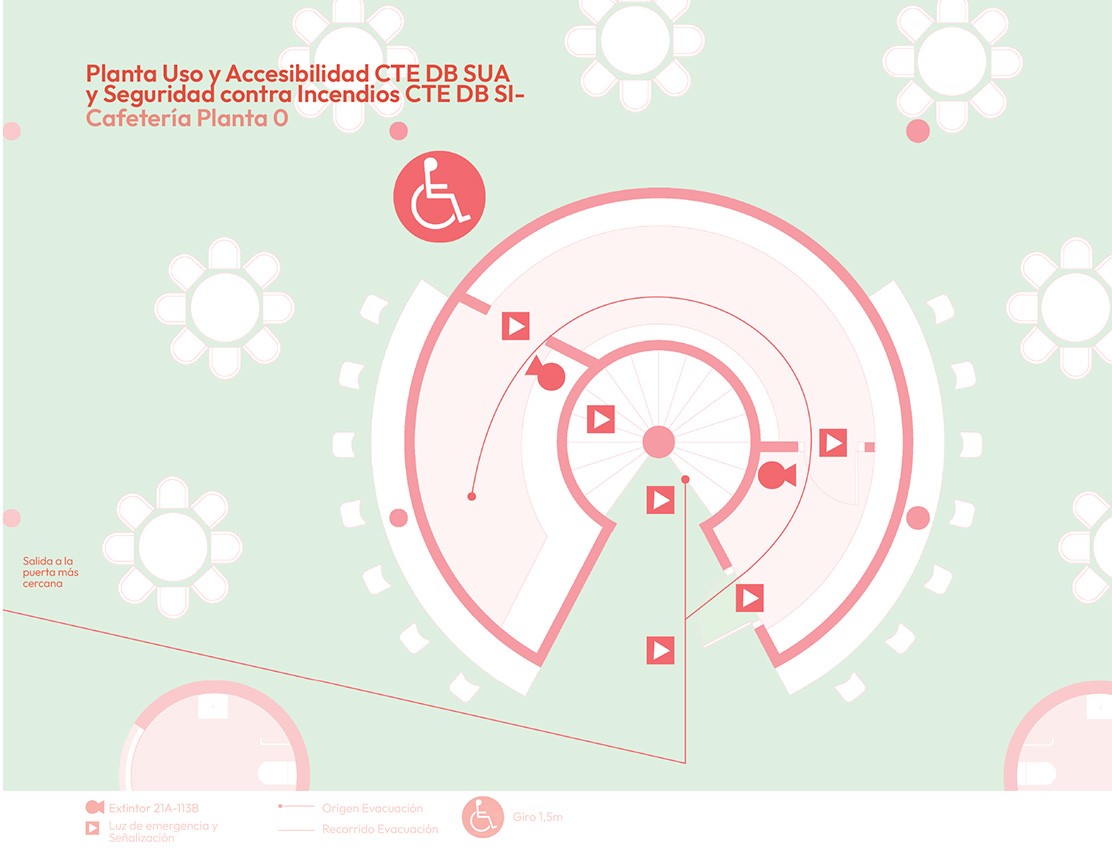 Planta Uso y Accesibilidad CTE DB SUA
y Seguridad contra Incendios CTE DB SI-
Cafetería Planta 0
Salida a la
puerta más
cercana
Extintor 21A-113B
Luz de emergencia y
Señalización
Origen Evacuación
Recorrido Evacuación
Giro 1,5m